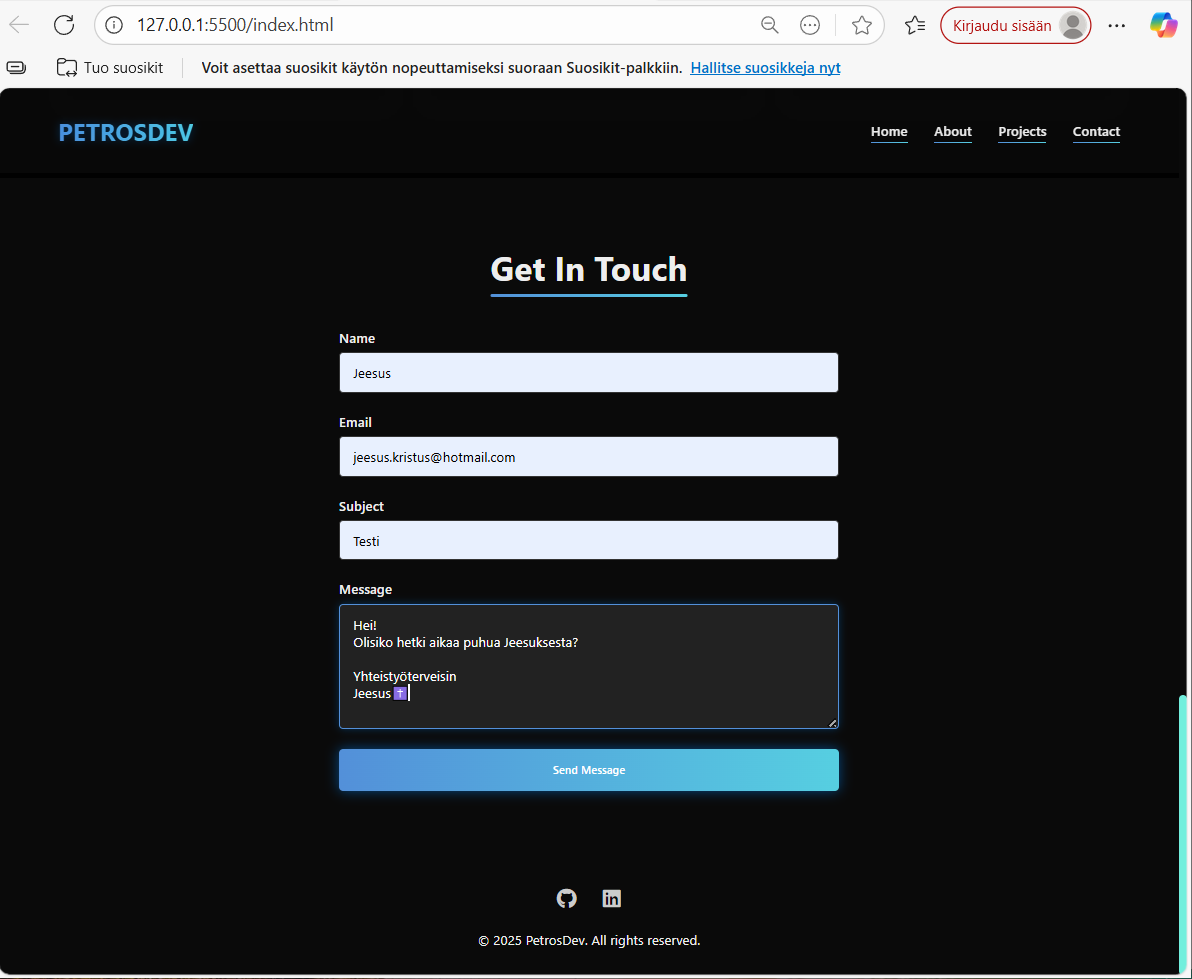 127.0.0.1:5500/index.html
Kirjaudu sisään
Tuo suosikit
Voit asettaa suosikit käytön nopeuttamiseksi suoraan Suosikit-palkkiin. Hallitse suosikkeja nyt
PETROSDEV
Home About Projects Contact
Get In Touch
Name
Jeesus
Email
jeesus.kristus@hotmail.com
Subject
Testi
Message
Hei!
Olisiko hetki aikaa puhua Jeesuksesta?
Yhteistyöterveisin
Jeesus ✝️
Send Message
© 2025 PetrosDev. All rights reserved.